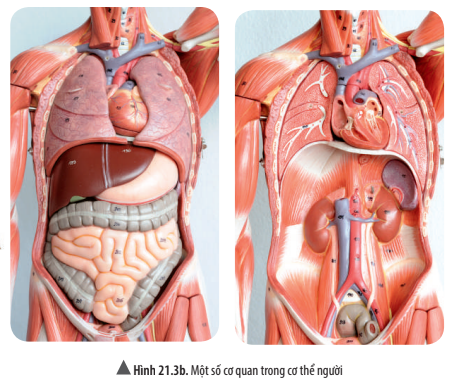 ▲ Hình 21.3b. Một số cơ quan trong cơ thể người